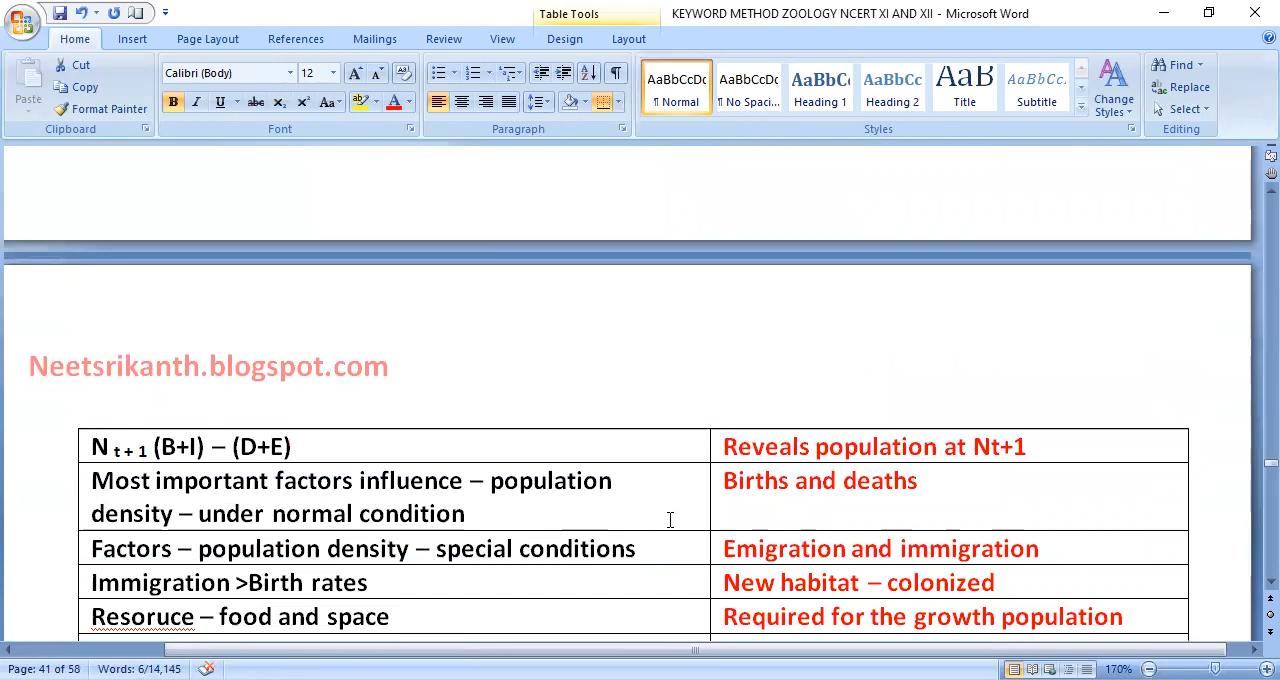 Table Tools
KEYWORD METHOD ZOOLOGY NCERT XI AND XII - Microsoft Word
Home Insert Page Layout References Mailings Review View Design Layout
Paste
Cut
Copy
Format Painter
Clipboard
Calibri (Body) 12
B I U abc X₂ X² Aa
Font
Paragraph
AaBbCcDc AaBbCcDc AaBbC AaBbCc AaB AaBbCc.
¶ Normal ¶ No Spaci... Heading 1 Heading 2 Title Subtitle
Change
Styles
Styles
Find
Replace
Select
Editing
Neetsrikanth.blogspot.com
N t + 1 (B+I) – (D+E) Reveals population at Nt+1
Most important factors influence – population Births and deaths
density – under normal condition
Factors – population density – special conditions Emigration and immigration
Immigration >Birth rates New habitat – colonized
Resoruce – food and space Required for the growth population
Page: 41 of 58 Words: 6/14,145 170%